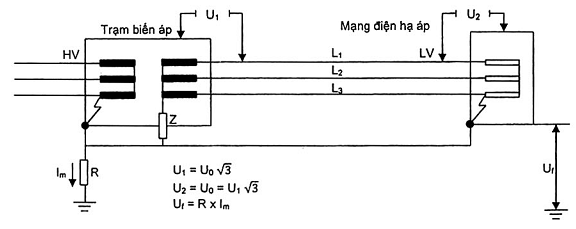 U1
U2
Trạm biến áp
Mạng điện hạ áp
HV
L1
LV
L2
L3
Z
Im
R
Uf
U1 = U0 √3
U2 = U0 = U1 √3
Uf = R x Im